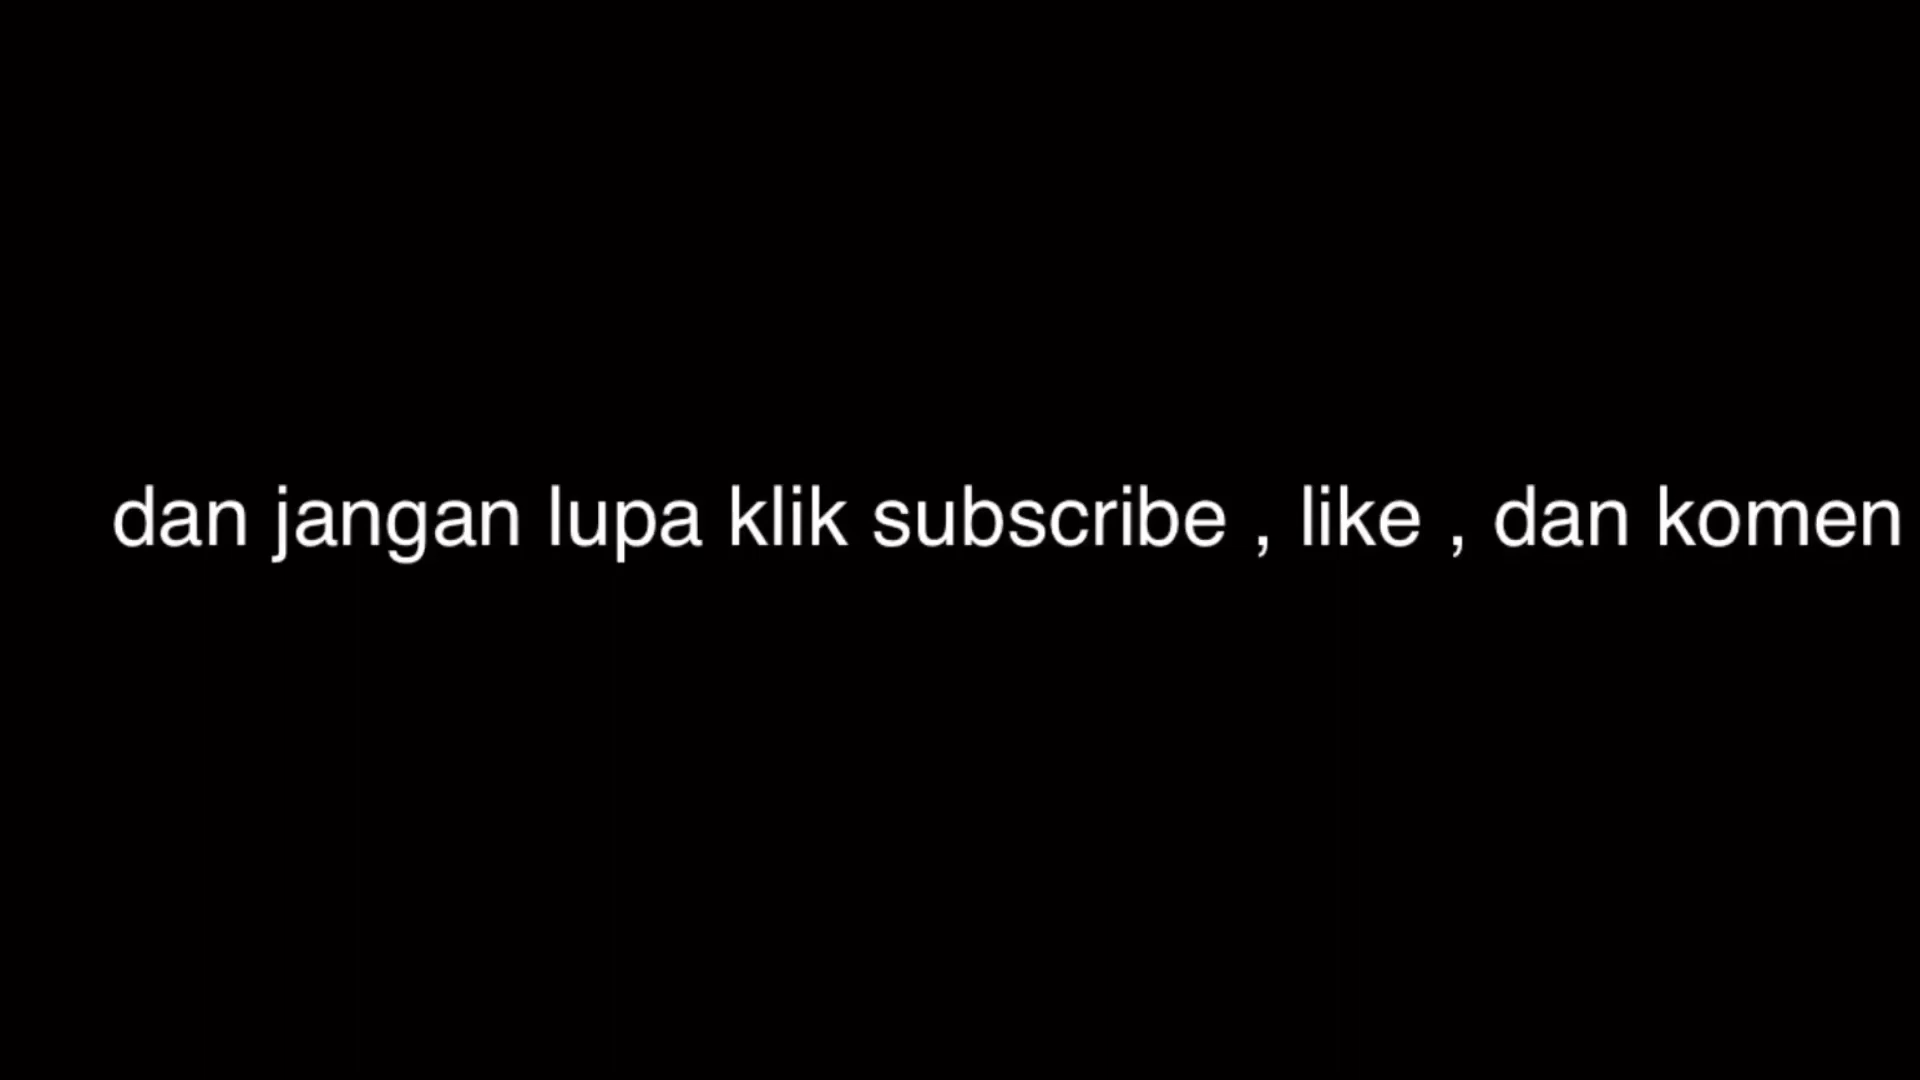 dan jangan lupa klik subscribe , like , dan komen